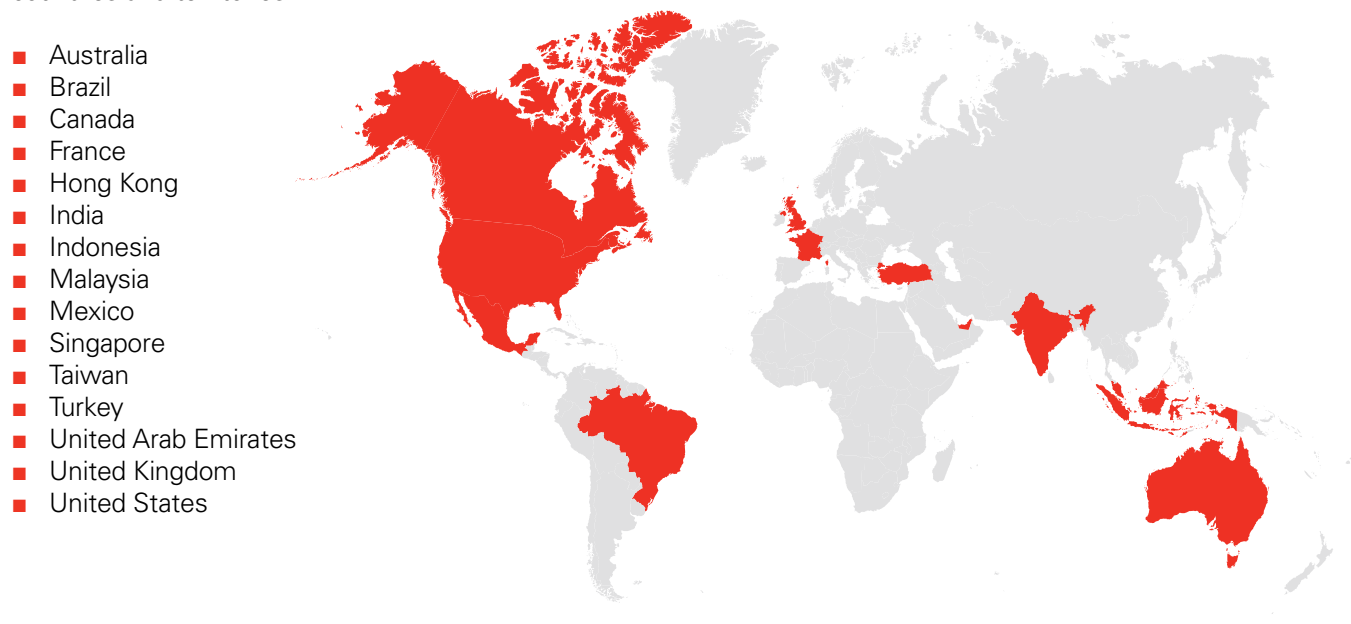 Australia
Brazil
Canada
France
Hong Kong
India
Indonesia
Malaysia
Mexico
Singapore
Taiwan
Turkey
United Arab Emirates
United Kingdom
United States